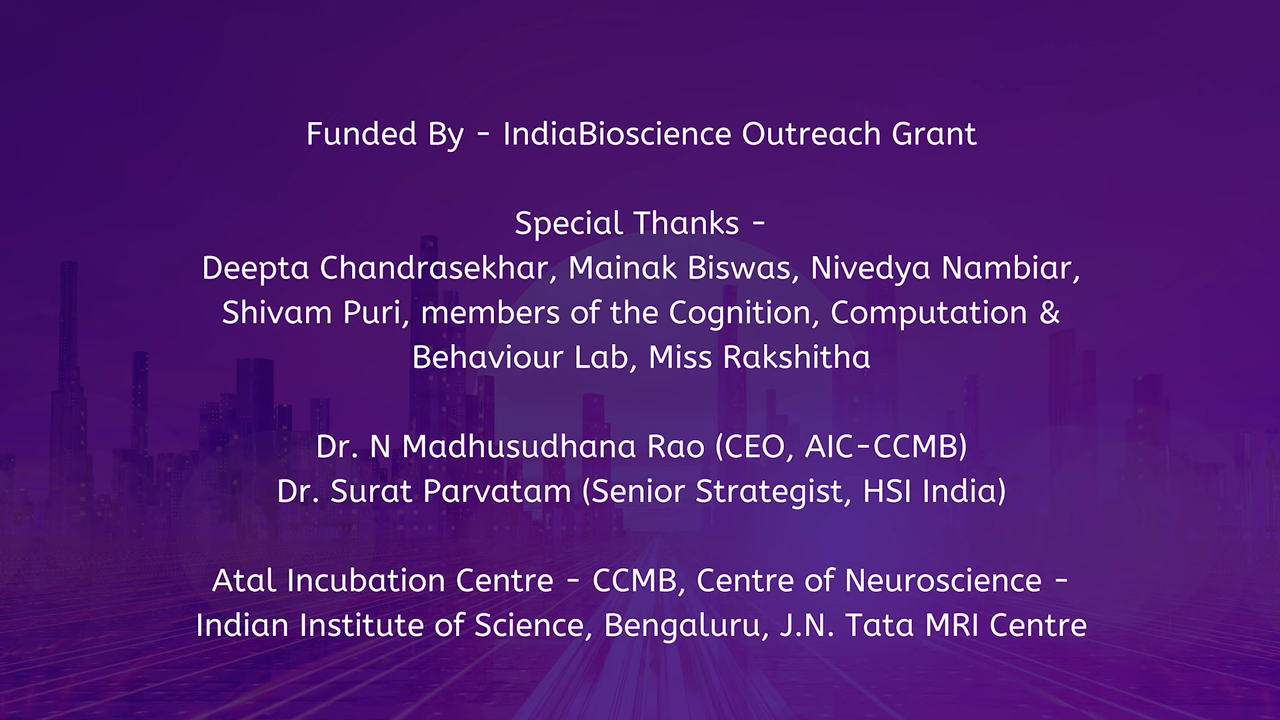 Funded By - IndiaBioscience Outreach Grant
Special Thanks -
Deepta Chandrasekhar, Mainak Biswas, Nivedya Nambiar,
Shivam Puri, members of the Cognition, Computation &
Behaviour Lab, Miss Rakshitha
Dr. N Madhusudhana Rao (CEO, AIC-CCMB)
Dr. Surat Parvatam (Senior Strategist, HSI India)
Atal Incubation Centre - CCMB, Centre of Neuroscience -
Indian Institute of Science, Bengaluru, J.N. Tata MRI Centre